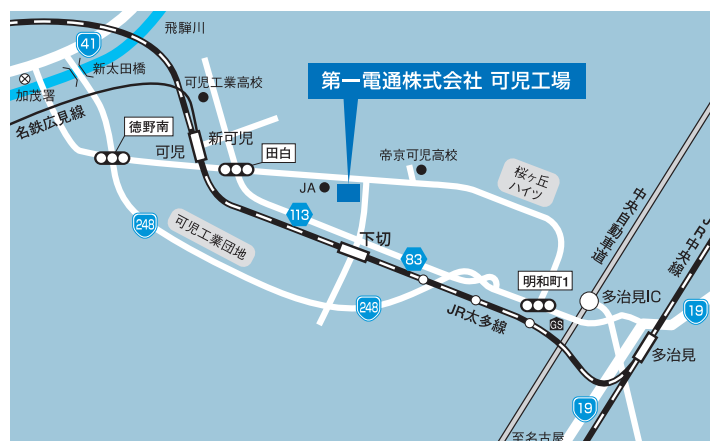 飛騨川
41
新太田橋
加茂署
可児工業高校
第一電通株式会社 可児工場
名鉄広見線
徳野南
新可児
可児
田白
帝京可児高校
JA
桜ヶ丘
ハイツ
中央自動車道
JR中央線
113
248
可児工業団地
下切
83
明和町1
多治見IC
248
JR太多線
GS
19
多治見
19
至名古屋